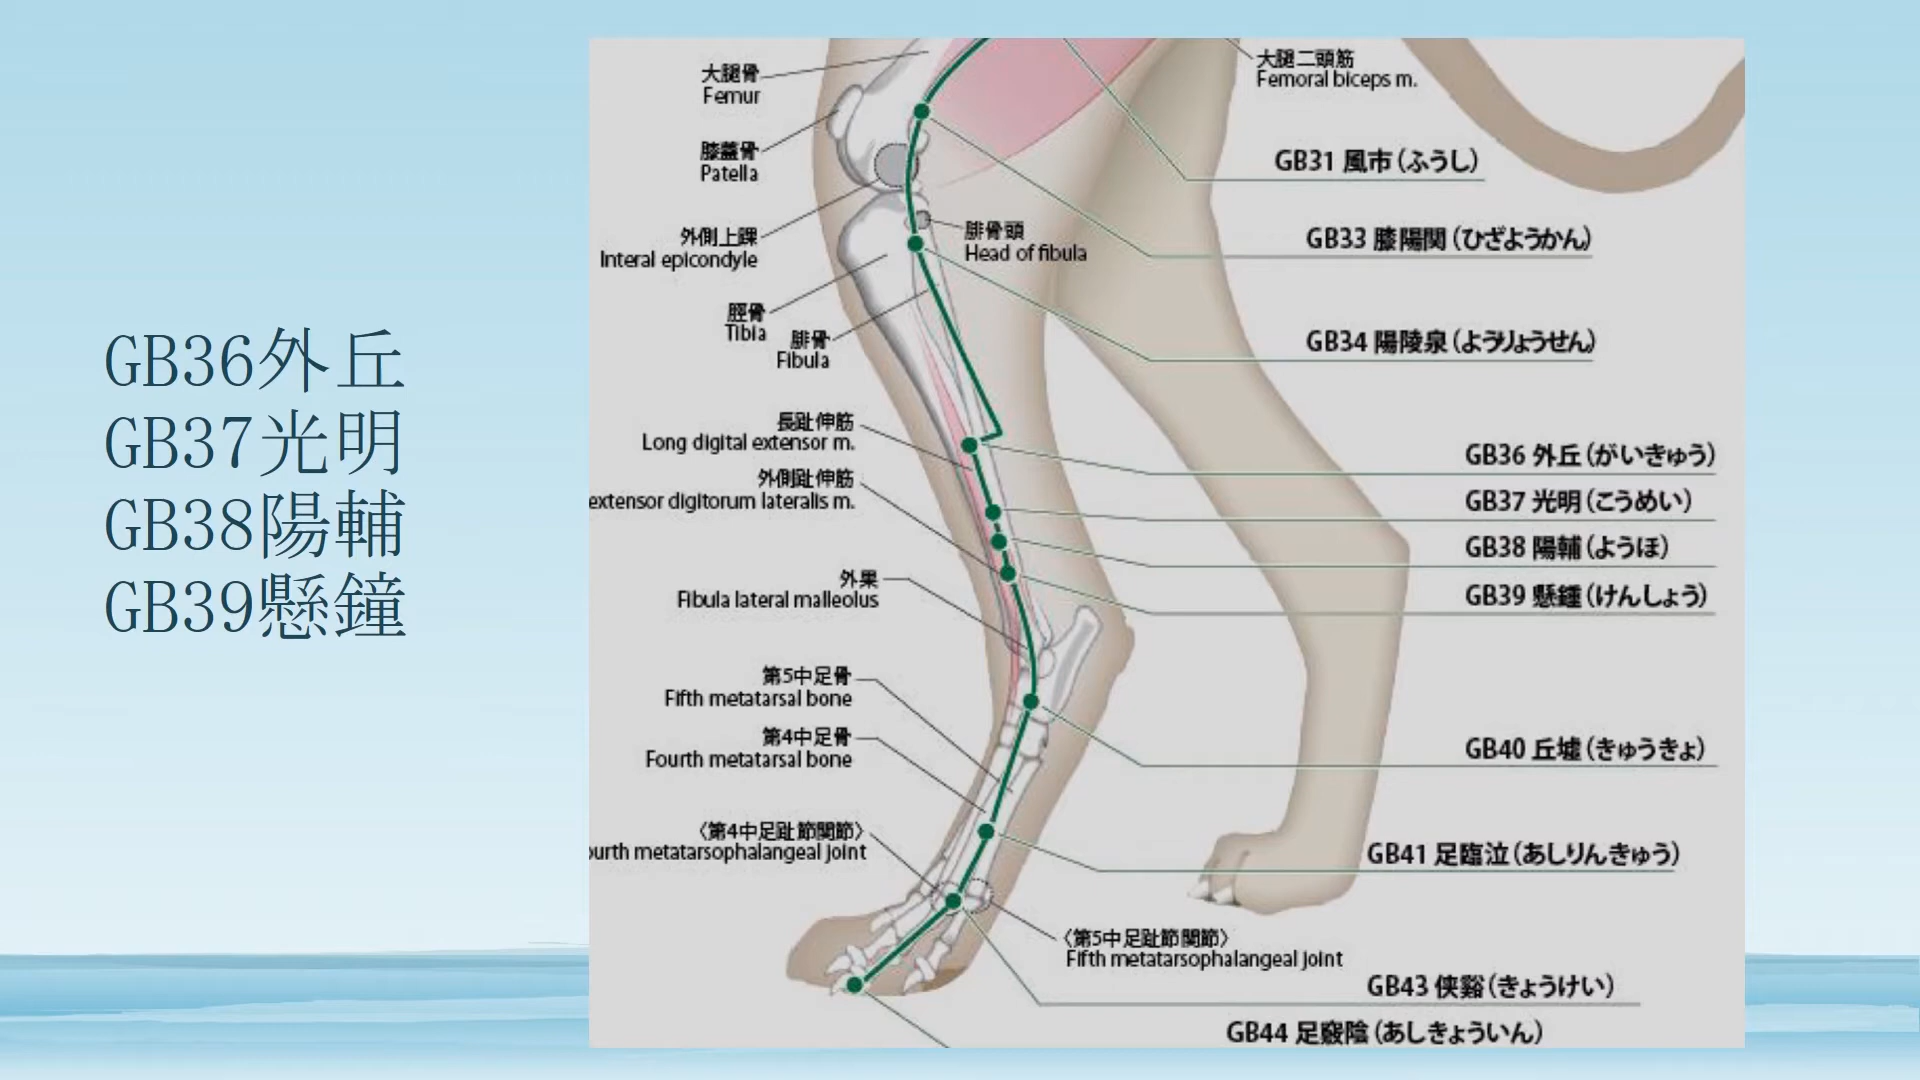 GB36外丘
GB37光明
GB38陽輔
GB39懸鐘
大腿骨
Femur
膝蓋骨
Patella
外側上踝
Interal epicondyle
脛骨
Tibia
腓骨
Fibula
腓骨頭
Head of fibula
長趾伸筋
Long digital extensor m.
外側趾伸筋
extensor digitorum lateralis m.
外果
Fibula lateral malleolus
第5中足骨
Fifth metatarsal bone
第4中足骨
Fourth metatarsal bone
〈第4中足趾節関節〉
ourth metatarsophalangeal joint
〈第5中足趾節関節〉
Fifth metatarsophalangeal joint
大腿二頭筋
Femoral biceps m.
GB31 風市(ふうし)
GB33 膝陽関(ひざようかん)
GB34 陽陵泉(ようりょうせん)
GB36 外丘(がいきゅう)
GB37 光明(こうめい)
GB38 陽輔(ようほ)
GB39 懸鍾(けんしょう)
GB40 丘墟(きゅうきょ)
GB41 足臨泣(あしりんきゅう)
GB43 侠谿(きょうけい)
GB44 足竅陰(あしきょういん)